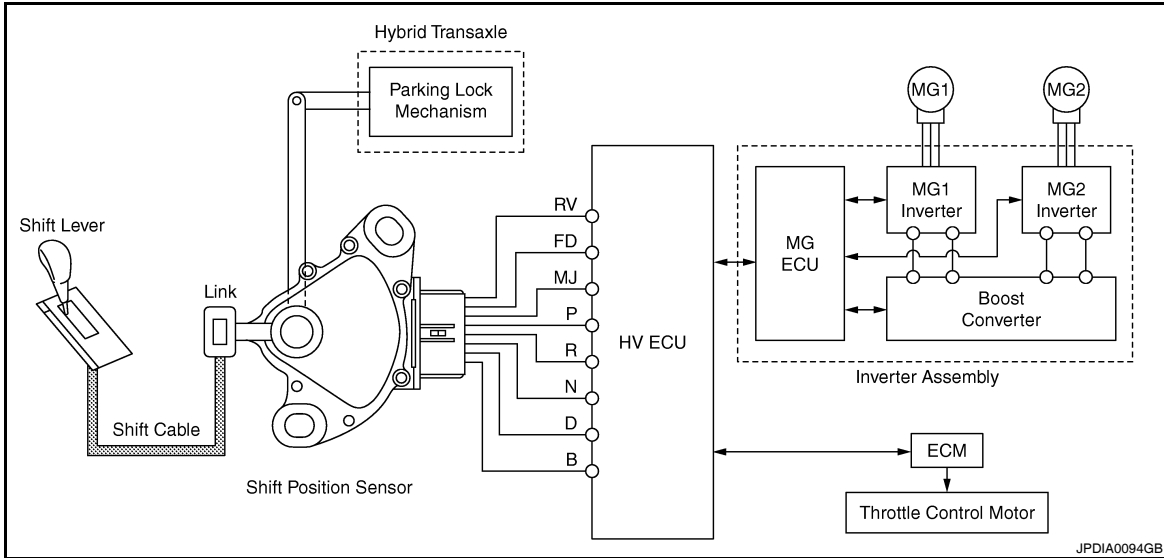 Hybrid Transaxle
Parking Lock
Mechanism
Shift Lever
Link
Shift Cable
Shift Position Sensor
RV
FD
MJ
P
R
N
D
B
HV ECU
MG1
MG2
MG
ECU
MG1
Inverter
MG2
Inverter
Boost
Converter
Inverter Assembly
ECM
Throttle Control Motor
JPDIA0094GB